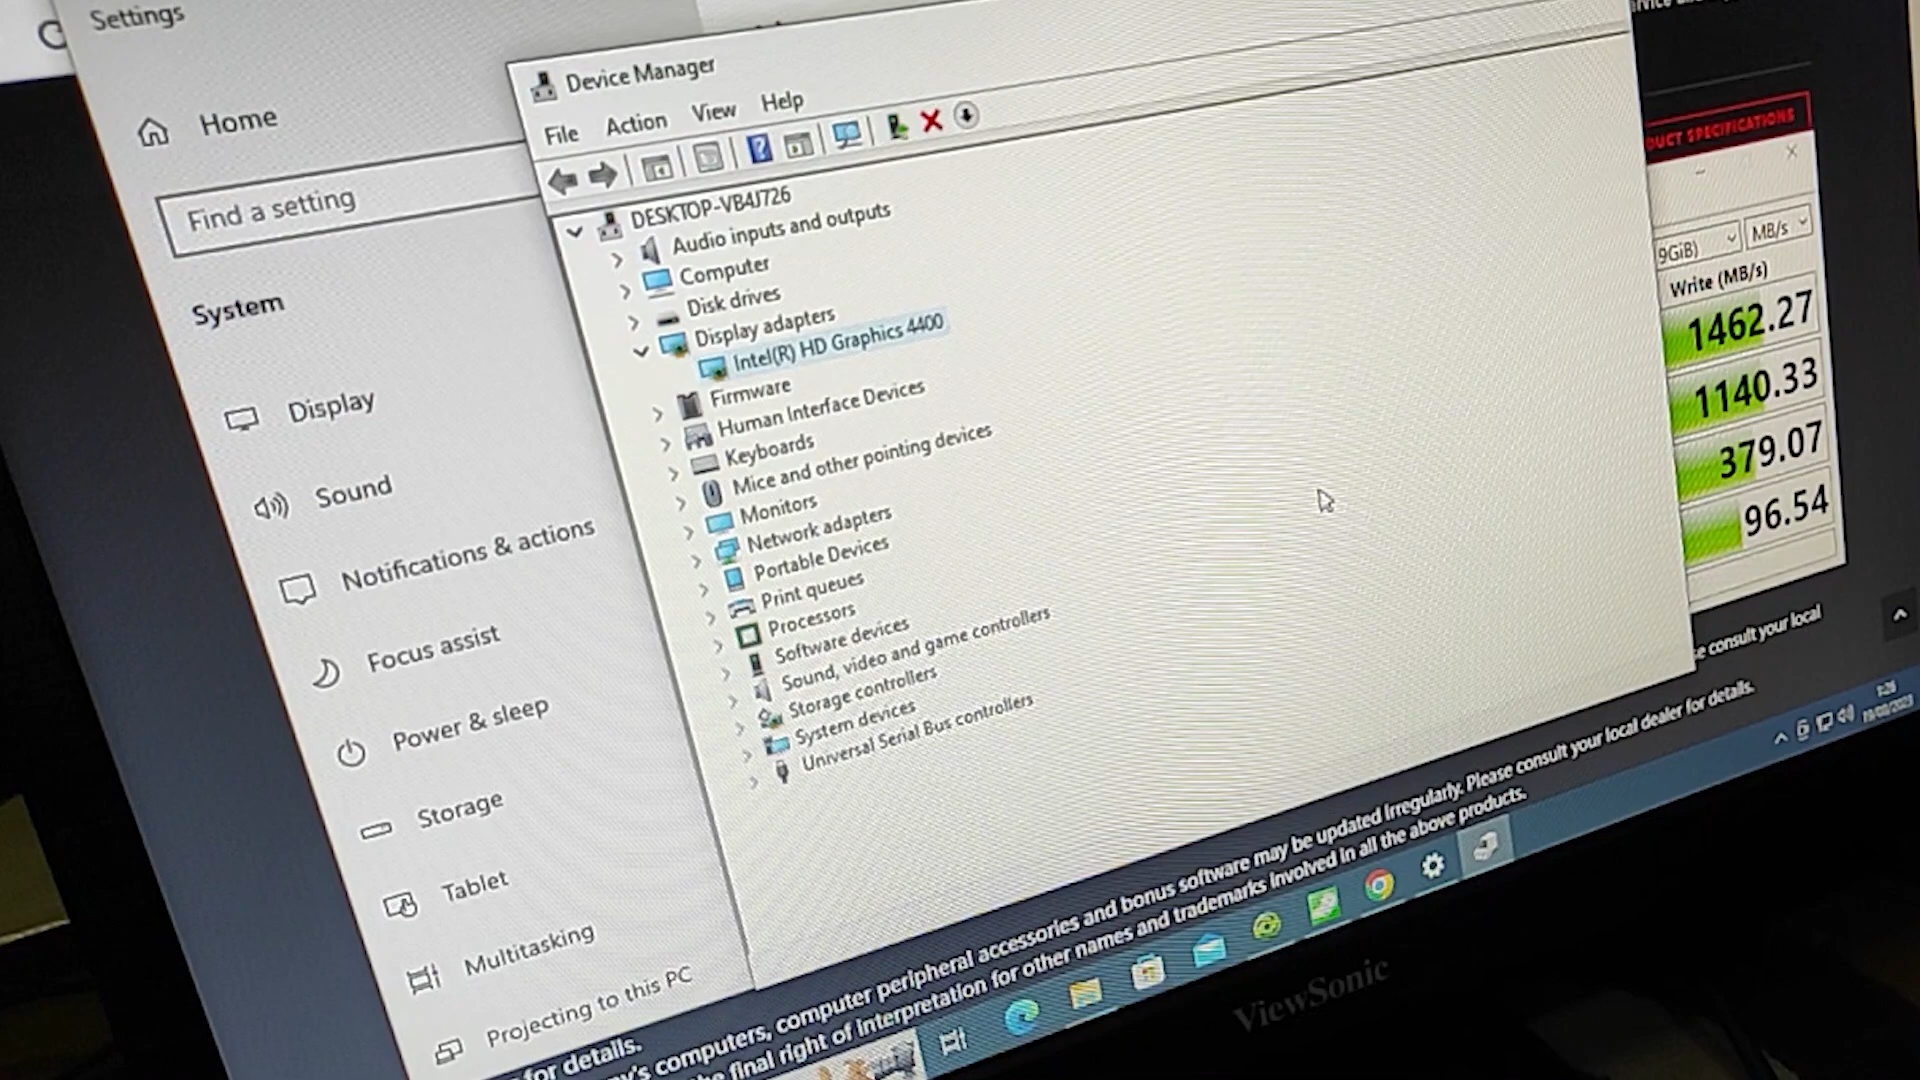 Settings
Home
Find a setting
System
Display
Sound
Notifications & actions
Focus assist
Power & sleep
Storage
Tablet
Multitasking
Projecting to this PC
Device Manager
File Action View Help
DESKTOP-VB4J726
Audio inputs and outputs
Computer
Disk drives
Display adapters
Intel(R) HD Graphics 4400
Firmware
Human Interface Devices
Keyboards
Mice and other pointing devices
Monitors
Network adapters
Portable Devices
Print queues
Processors
Software devices
Sound, video and game controllers
Storage controllers
System devices
Universal Serial Bus controllers
UCT SPECIFICATIONS
9GiB) MB/s
Write (MB/s)
1462.27
1140.33
379.07
96.54
e consult your local
for details.
y's computers, computer peripheral accessories and bonus software may be updated irregularly. Please consult your local dealer for details.
final right of interpretation for other names and trademarks involved in all the above products.
ViewSonic